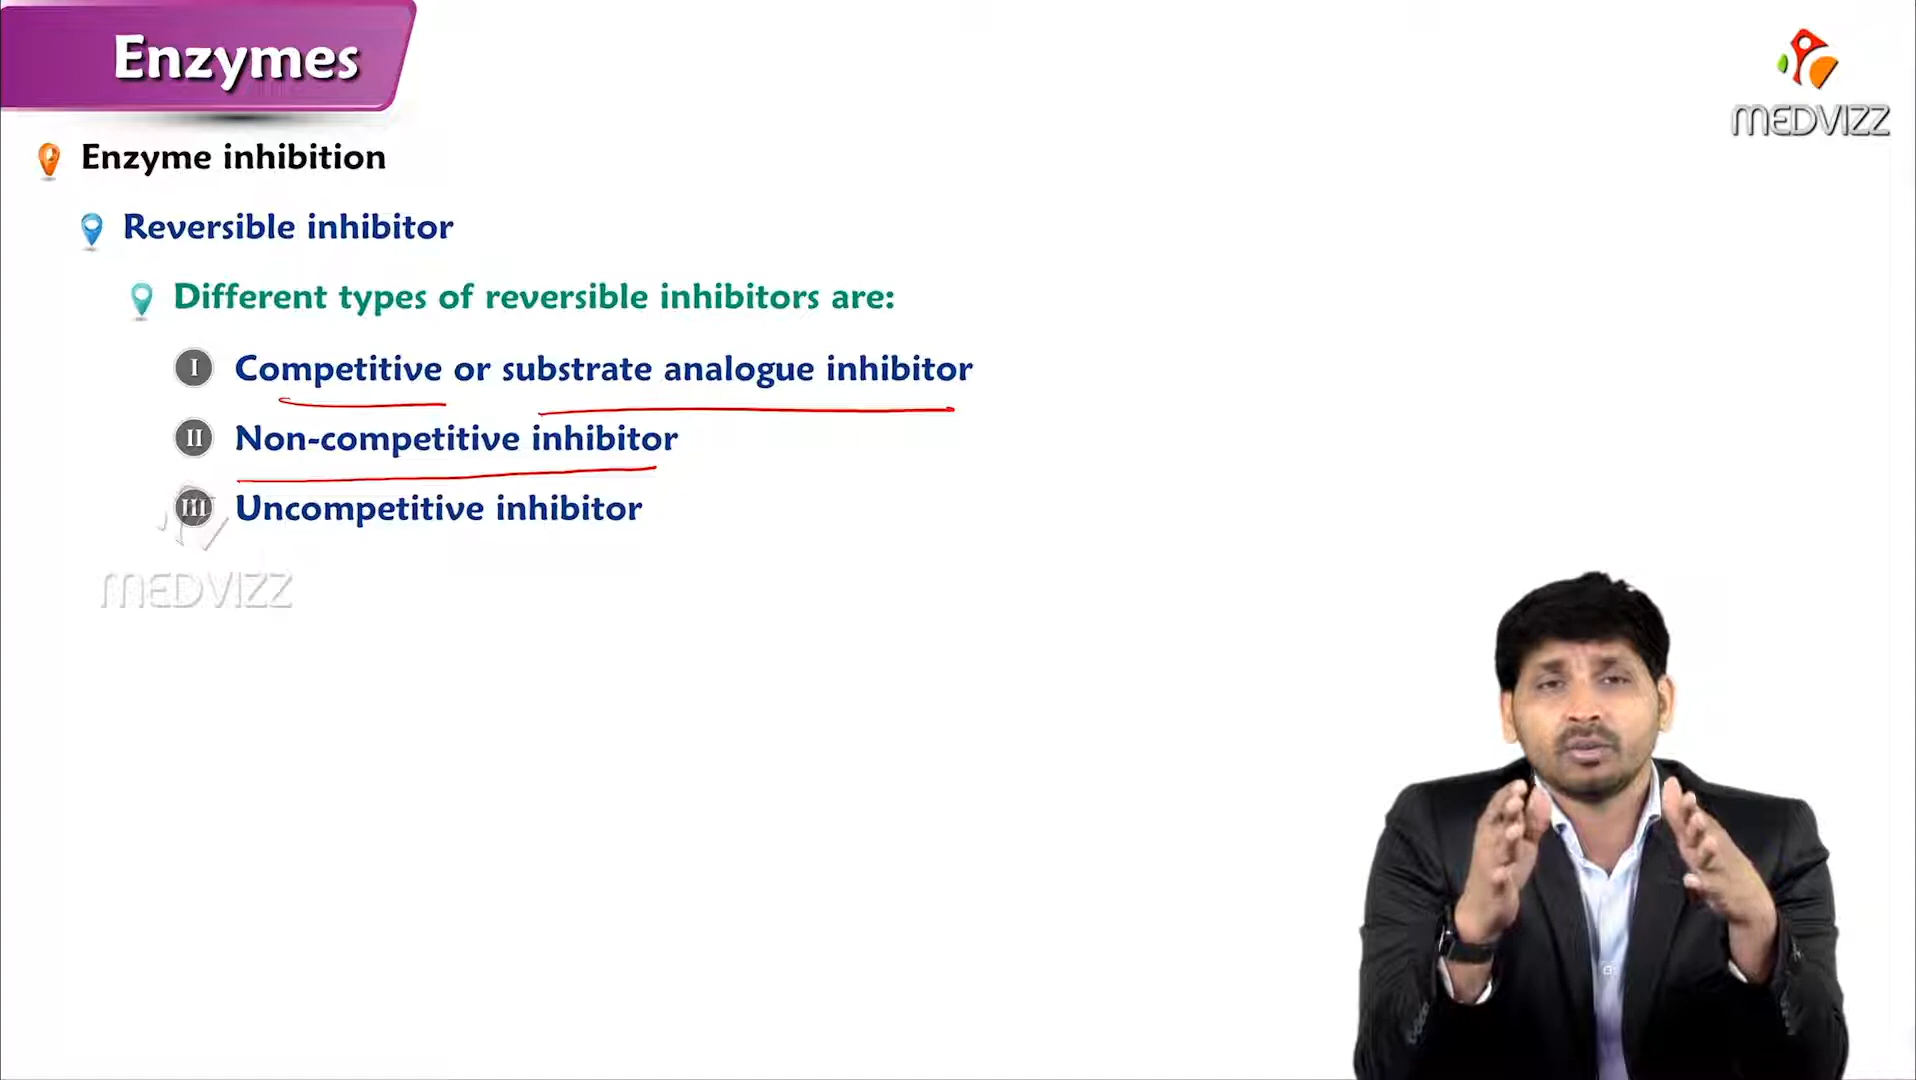 Enzymes
MEDVIZZ
Enzyme inhibition
Reversible inhibitor
Different types of reversible inhibitors are:
I Competitive or substrate analogue inhibitor
II Non-competitive inhibitor
III Uncompetitive inhibitor
MEDVIZZ